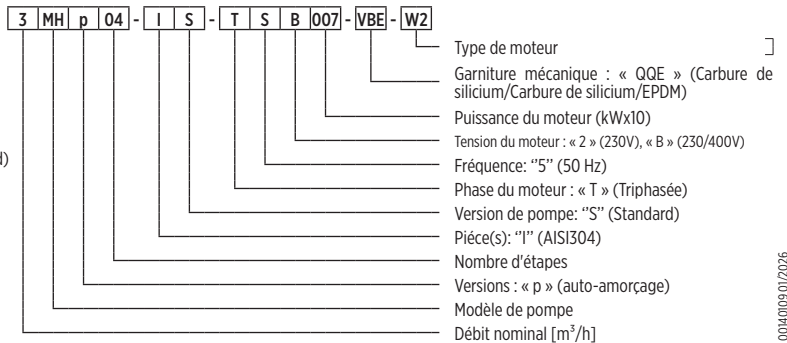 3 MH p 04 - I S - T S B 007 - VBE - W2
Type de moteur
Garniture mécanique : « QQE » (Carbure de
silicium/Carbure de silicium/EPDM)
Puissance du moteur (kWx10)
Tension du moteur : « 2 » (230V), « B » (230/400V)
d)
Fréquence: ‘’5’’ (50 Hz)
Phase du moteur : « T » (Triphasée)
Version de pompe: ‘’S’’ (Standard)
Piéce(s): ‘’I’’ (AISI304)
Nombre d'étapes
Versions : « p » (auto-amorçage)
Modèle de pompe
Débit nominal [m³/h]
001401090 01/2026